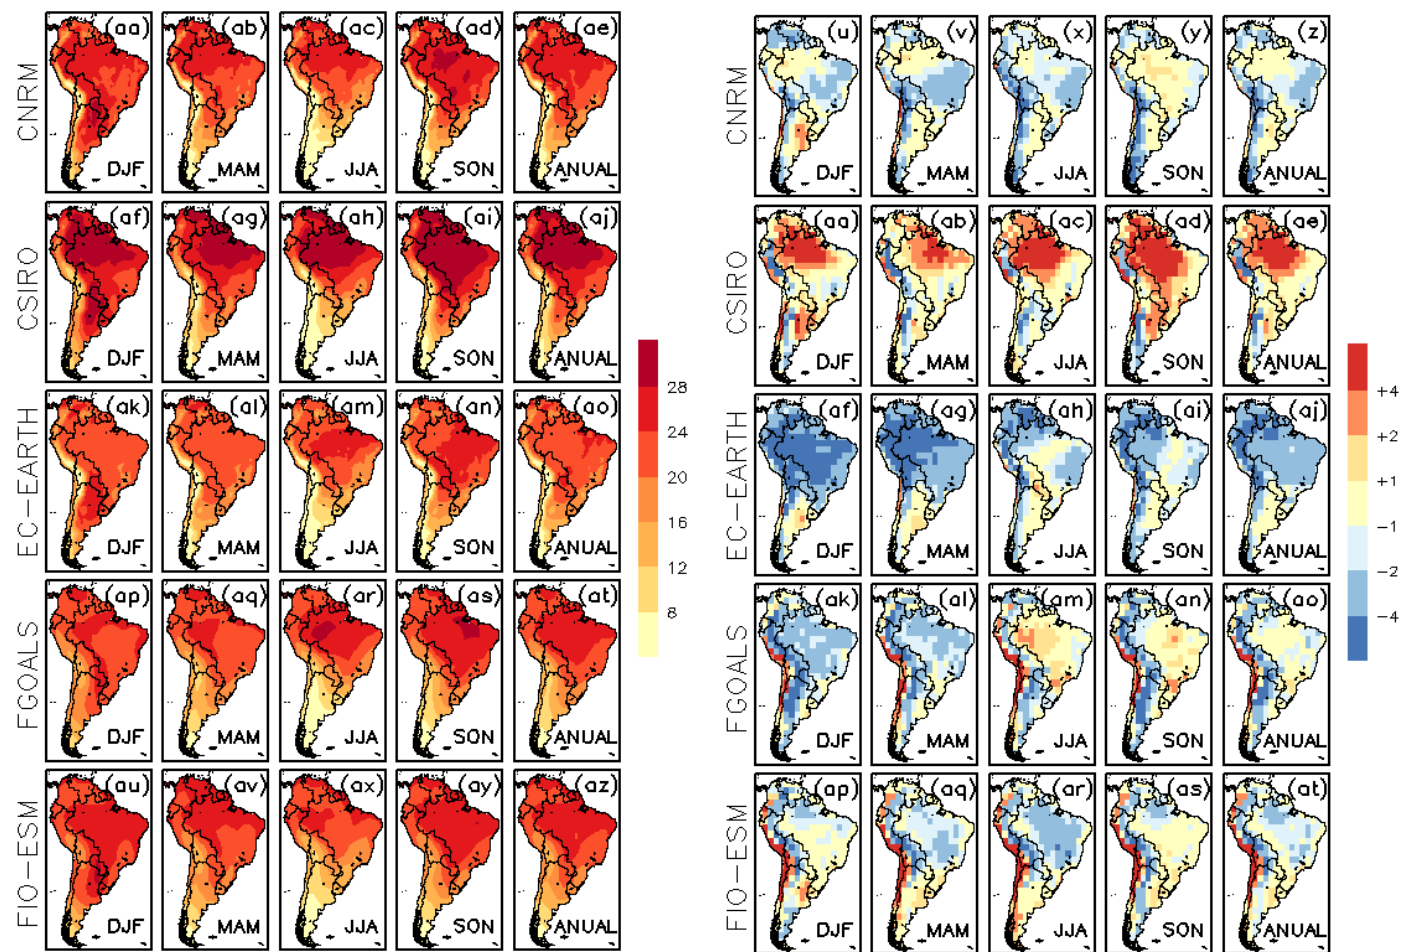 CNRM
(aa) (ab) (ac) (ad) (ae)
DJF MAM JJA SON ANUAL
CSIRO
(af) (ag) (ah) (ai) (aj)
DJF MAM JJA SON ANUAL
EC-EARTH
(ak) (al) (am) (an) (ao)
DJF MAM JJA SON ANUAL
FGOALS
(ap) (aq) (ar) (as) (at)
DJF MAM JJA SON ANUAL
FIO-ESM
(au) (av) (ax) (ay) (az)
DJF MAM JJA SON ANUAL
28
24
20
16
12
8
CNRM
(u) (v) (x) (y) (z)
DJF MAM JJA SON ANUAL
CSIRO
(aa) (ab) (ac) (ad) (ae)
DJF MAM JJA SON ANUAL
EC-EARTH
(af) (ag) (ah) (ai) (aj)
DJF MAM JJA SON ANUAL
FGOALS
(ak) (al) (am) (an) (ao)
DJF MAM JJA SON ANUAL
FIO-ESM
(ap) (aq) (ar) (as) (at)
DJF MAM JJA SON ANUAL
+4
+2
+1
-1
-2
-4